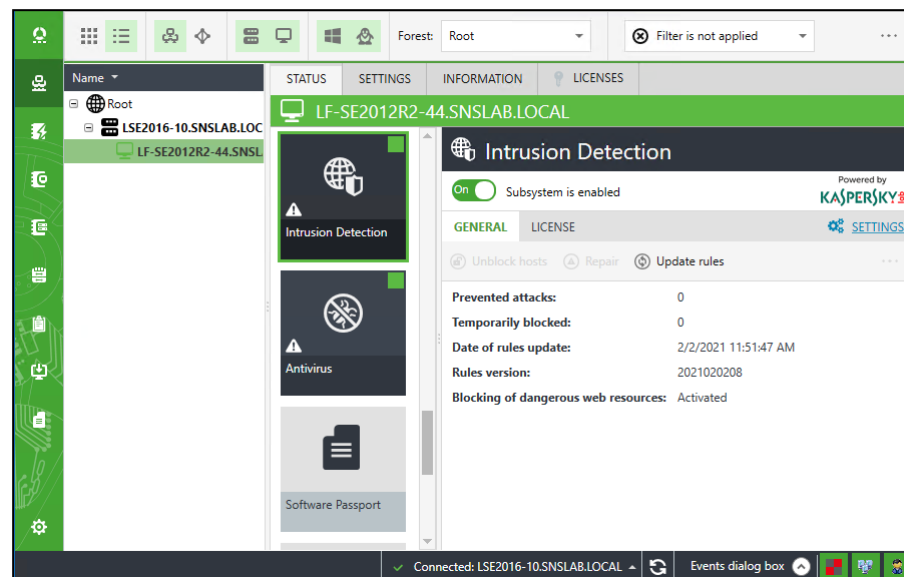 Forest: Root Filter is not applied
Name STATUS SETTINGS INFORMATION LICENSES
Root
LSE2016-10.SNSLAB.LOC
LF-SE2012R2-44.SNSL
LF-SE2012R2-44.SNSLAB.LOCAL
Intrusion Detection
Antivirus
Software Passport
Intrusion Detection
On Subsystem is enabled
Powered by
KASPERSKY
GENERAL LICENSE SETTINGS
Unblock hosts Repair Update rules
Prevented attacks: 0
Temporarily blocked: 0
Date of rules update: 2/2/2021 11:51:47 AM
Rules version: 2021020208
Blocking of dangerous web resources: Activated
Connected: LSE2016-10.SNSLAB.LOCAL Events dialog box